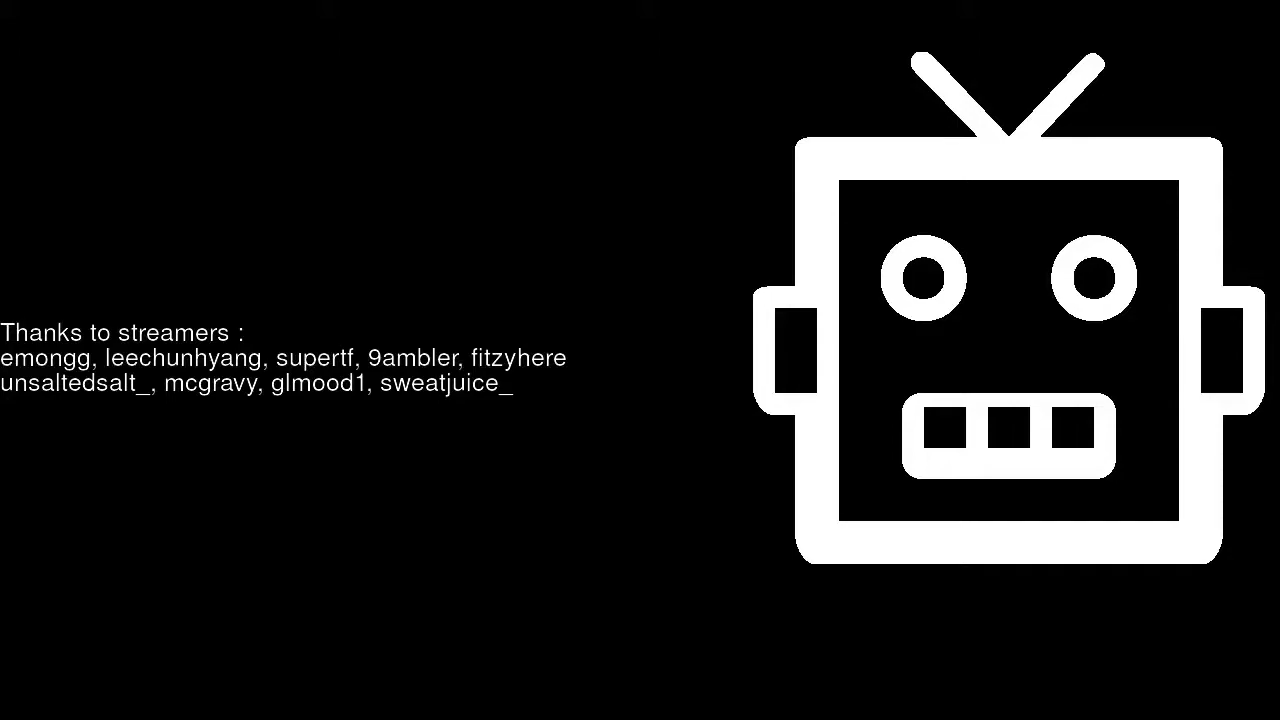 Thanks to streamers :
emongg, leechunhyang, supertf, 9ambler, fitzyhere
unsaltedsalt_, mcgravy, glmood1, sweatjuice_